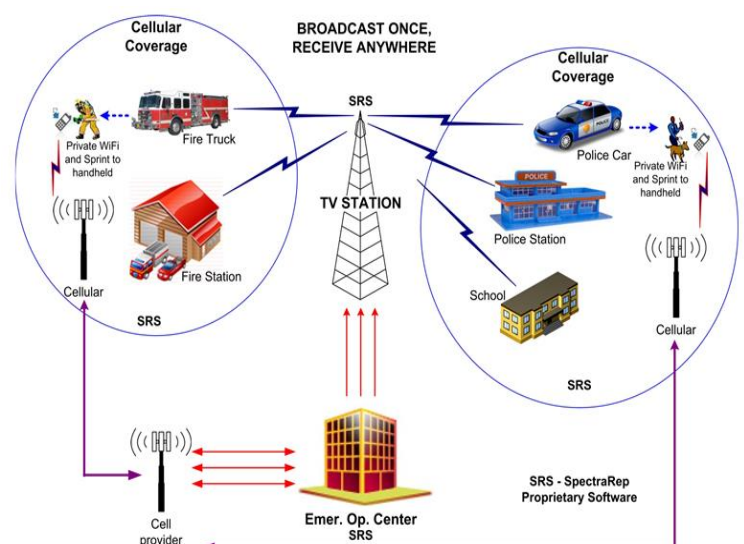 Cellular
Coverage
BROADCAST ONCE,
RECEIVE ANYWHERE
Cellular
Coverage
SRS
Fire Truck
Private WiFi
and Sprint to
handheld
POLICE
Police Car
Private WiFi
and Sprint to
handheld
POLICE
TV STATION
Police Station
Fire Station
Cellular
School
Cellular
SRS
SRS
SRS - SpectraRep
Proprietary Software
Emer. Op. Center
SRS
Cell
provider